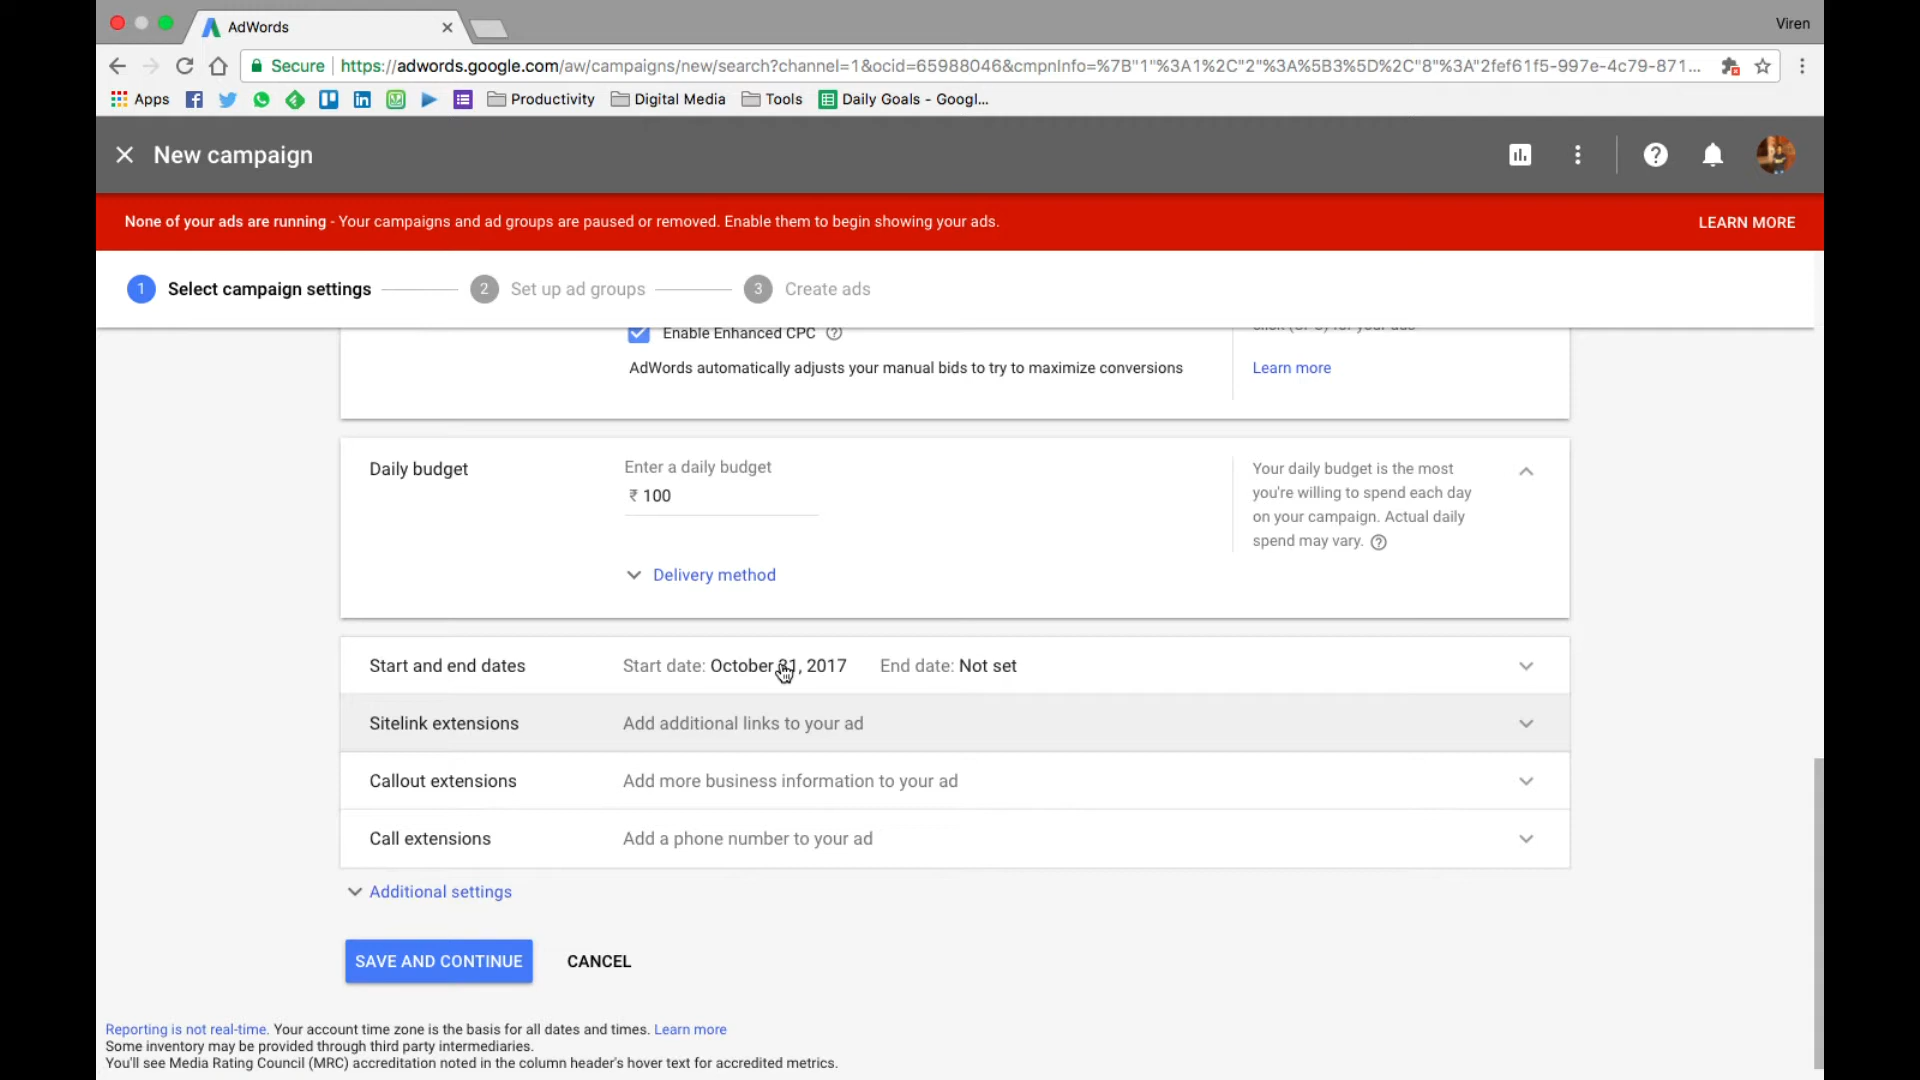 AdWords
Viren
Secure https://adwords.google.com/aw/campaigns/new/search?channel=1&ocid=65988046&cmpnInfo=%7B"1"%3A1%2C"2"%3A%5B3%5D%2C"8"%3A"2fef61f5-997e-4c79-871...
Apps Productivity Digital Media Tools Daily Goals - Googl...
New campaign
None of your ads are running - Your campaigns and ad groups are paused or removed. Enable them to begin showing your ads. LEARN MORE
1 Select campaign settings 2 Set up ad groups 3 Create ads
Enable Enhanced CPC
AdWords automatically adjusts your manual bids to try to maximize conversions
Learn more
Daily budget
Enter a daily budget
₹ 100
Delivery method
Your daily budget is the most
you're willing to spend each day
on your campaign. Actual daily
spend may vary.
Start and end dates Start date: October 31, 2017 End date: Not set
Sitelink extensions Add additional links to your ad
Callout extensions Add more business information to your ad
Call extensions Add a phone number to your ad
Additional settings
SAVE AND CONTINUE CANCEL
Reporting is not real-time. Your account time zone is the basis for all dates and times. Learn more
Some inventory may be provided through third party intermediaries.
You'll see Media Rating Council (MRC) accreditation noted in the column header's hover text for accredited metrics.